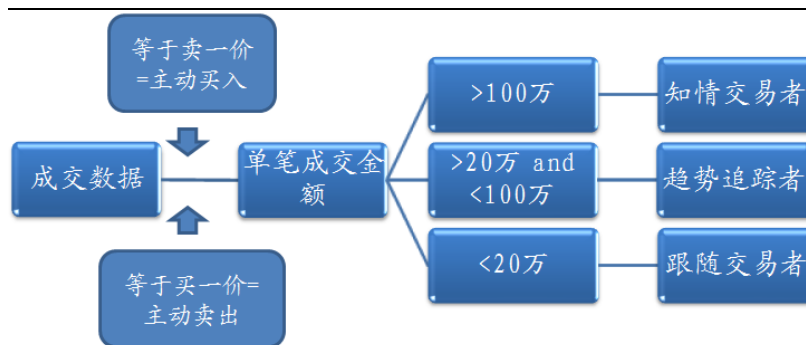 等于卖一价
=主动买入
成交数据
等于买一价=
主动卖出
单笔成交金
额
>100万
知情交易者
>20万 and
<100万
趋势追踪者
<20万
跟随交易者